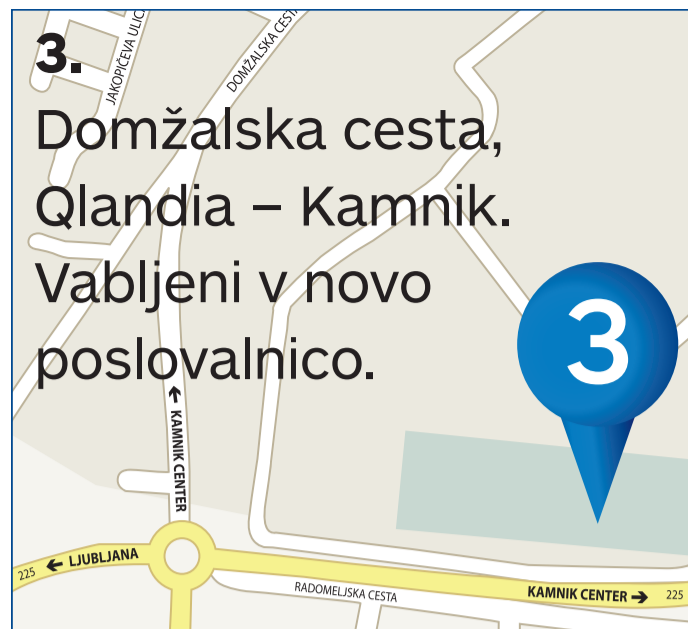 3.
Domžalska cesta,
Qlandia – Kamnik.
Vabljeni v novo
poslovalnico.
JAKOPIČEVA ULIC
DOMŽALSKA CESTA
3
← KAMNIK CENTER
225 ← LJUBLJANA
RADOMELJSKA CESTA
KAMNIK CENTER → 225